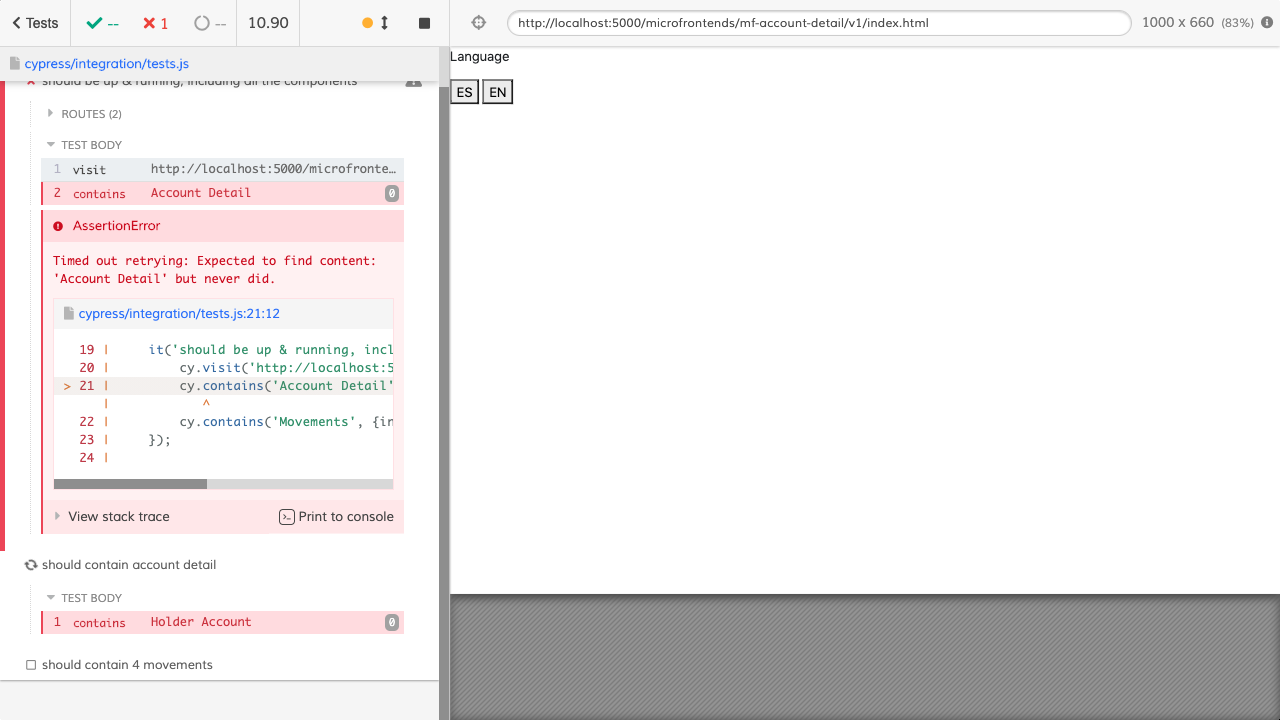 Tests
--
1
--
10.90
http://localhost:5000/microfrontends/mf-account-detail/v1/index.html
1000 x 660 (83%)
cypress/integration/tests.js
should be up & running, including all the components
ROUTES (2)
TEST BODY
1 visit http://localhost:5000/microfronte…
2 contains Account Detail 0
AssertionError
Timed out retrying: Expected to find content:
'Account Detail' but never did.
cypress/integration/tests.js:21:12
19 | it('should be up & running, incl
20 | cy.visit('http://localhost:5
> 21 | cy.contains('Account Detail'
| ^
22 | cy.contains('Movements', {in
23 | });
24 |
View stack trace
Print to console
should contain account detail
TEST BODY
1 contains Holder Account 0
should contain 4 movements
Language
ES EN